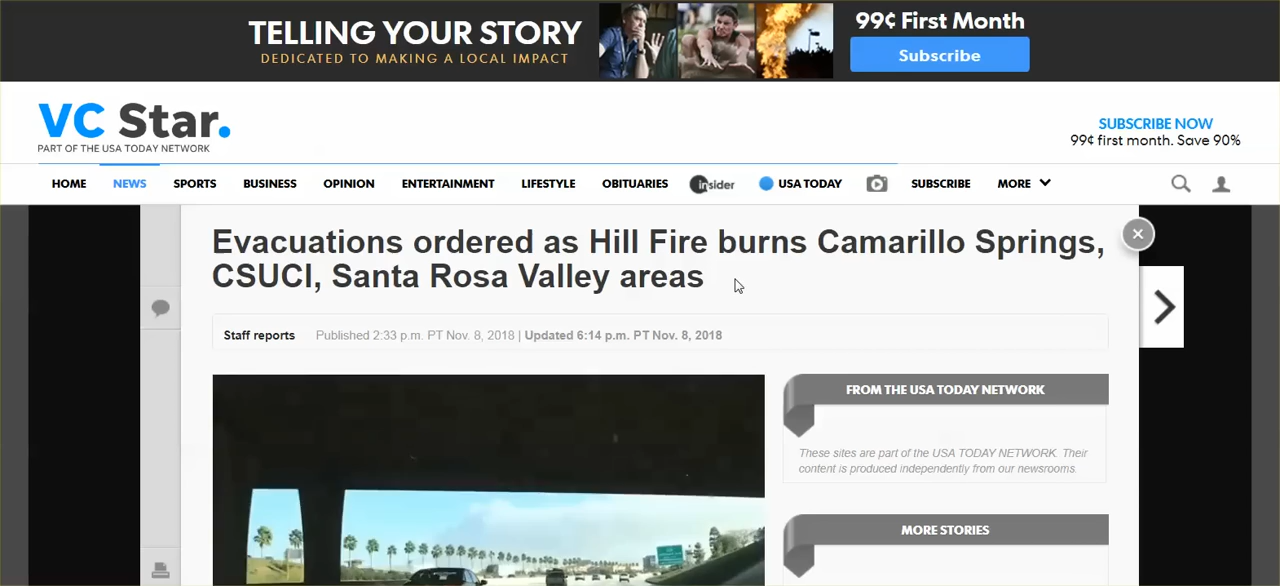 TELLING YOUR STORY
DEDICATED TO MAKING A LOCAL IMPACT
99¢ First Month
Subscribe
VC Star.
PART OF THE USA TODAY NETWORK
SUBSCRIBE NOW
99¢ first month. Save 90%
HOME NEWS SPORTS BUSINESS OPINION ENTERTAINMENT LIFESTYLE OBITUARIES insider USA TODAY SUBSCRIBE MORE
Evacuations ordered as Hill Fire burns Camarillo Springs,
CSUCI, Santa Rosa Valley areas
Staff reports Published 2:33 p.m. PT Nov. 8, 2018 | Updated 6:14 p.m. PT Nov. 8, 2018
FROM THE USA TODAY NETWORK
These sites are part of the USA TODAY NETWORK. Their
content is produced independently from our newsrooms.
MORE STORIES